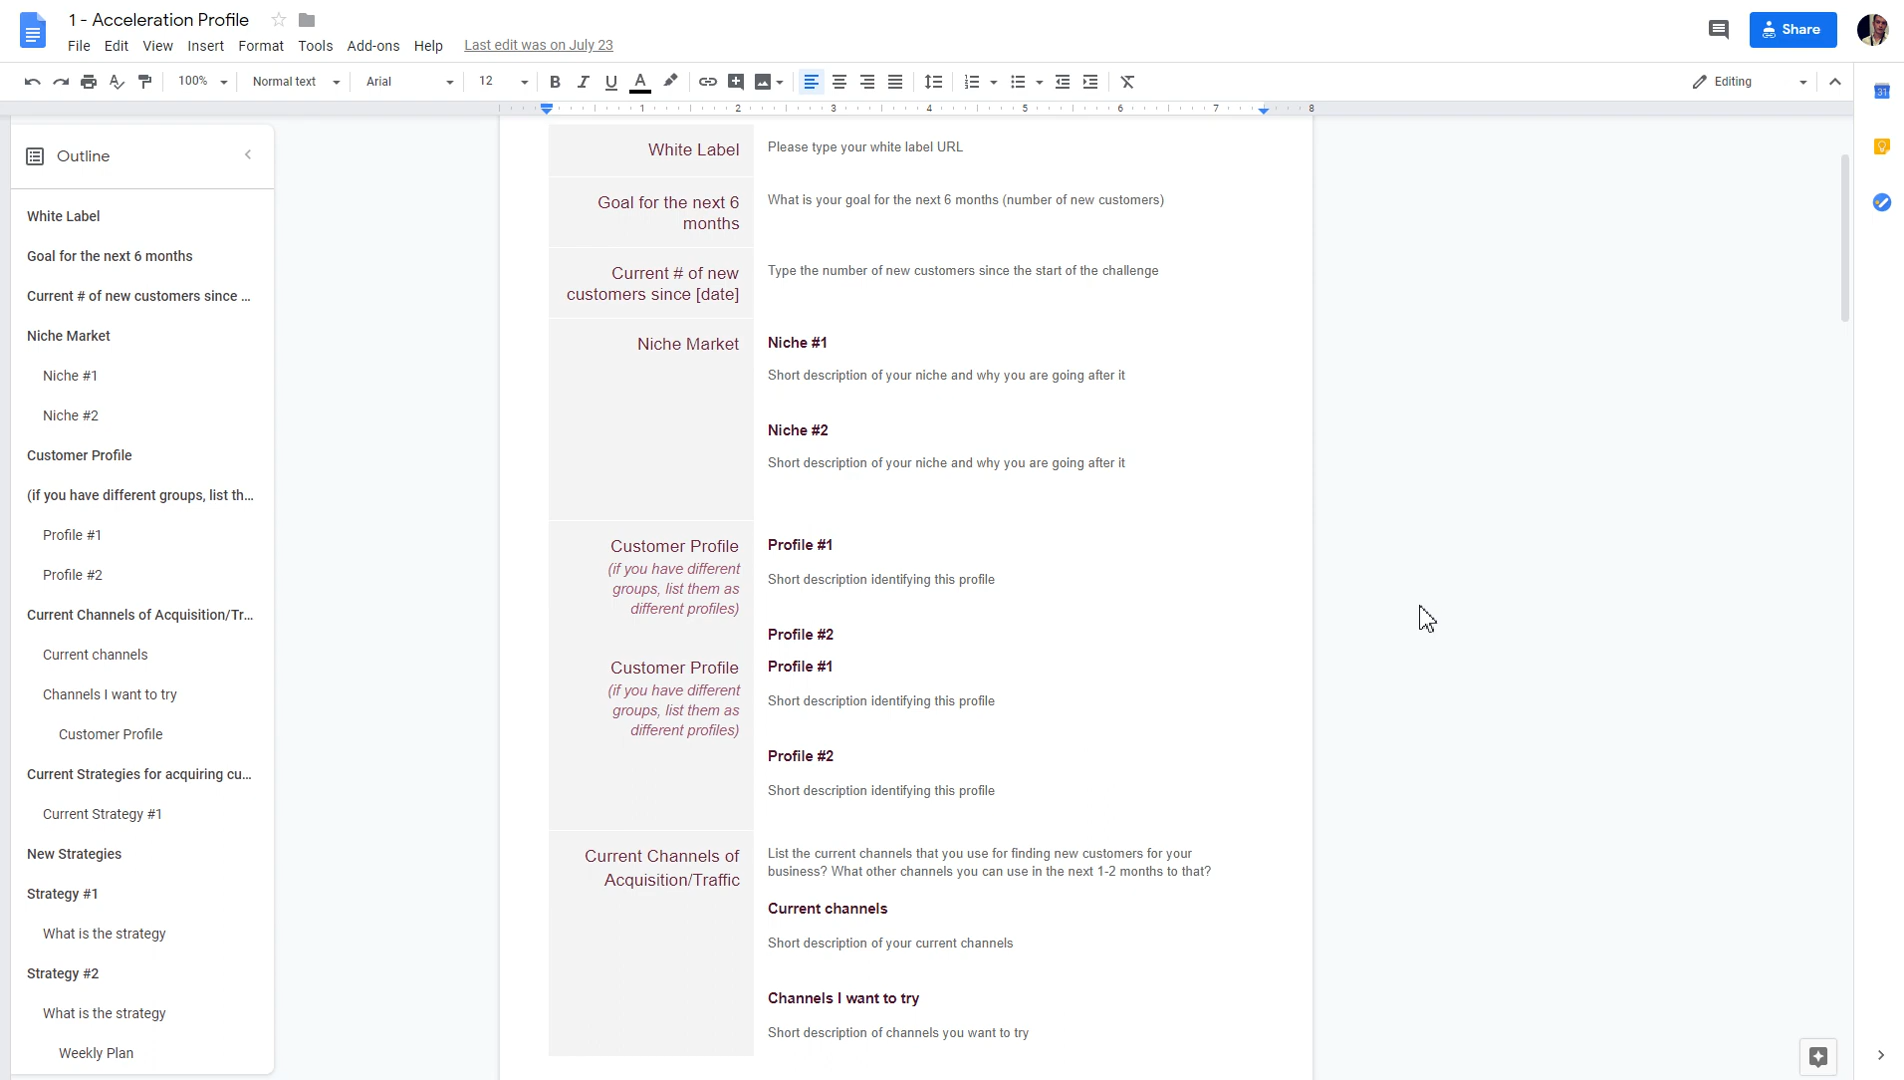 1 - Acceleration Profile
File Edit View Insert Format Tools Add-ons Help Last edit was on July 23
Share
100% Normal text Arial 12 B I U A Editing
1 2 3 4 5 6 7 8
31
Outline
White Label
Goal for the next 6 months
Current # of new customers since ...
Niche Market
Niche #1
Niche #2
Customer Profile
(if you have different groups, list th...
Profile #1
Profile #2
Current Channels of Acquisition/Tr...
Current channels
Channels I want to try
Customer Profile
Current Strategies for acquiring cu...
Current Strategy #1
New Strategies
Strategy #1
What is the strategy
Strategy #2
What is the strategy
Weekly Plan
White Label
Please type your white label URL
Goal for the next 6
months
What is your goal for the next 6 months (number of new customers)
Current # of new
customers since [date]
Type the number of new customers since the start of the challenge
Niche Market
Niche #1
Short description of your niche and why you are going after it
Niche #2
Short description of your niche and why you are going after it
Customer Profile
(if you have different
groups, list them as
different profiles)
Profile #1
Short description identifying this profile
Profile #2
Customer Profile
(if you have different
groups, list them as
different profiles)
Profile #1
Short description identifying this profile
Profile #2
Short description identifying this profile
Current Channels of
Acquisition/Traffic
List the current channels that you use for finding new customers for your
business? What other channels you can use in the next 1-2 months to that?
Current channels
Short description of your current channels
Channels I want to try
Short description of channels you want to try